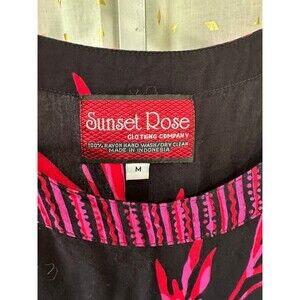 Sunset Rose
CLOTHING COMPANY
100% RAYON HAND WASH/DRY CLEAN
MADE IN INDONESIA
M